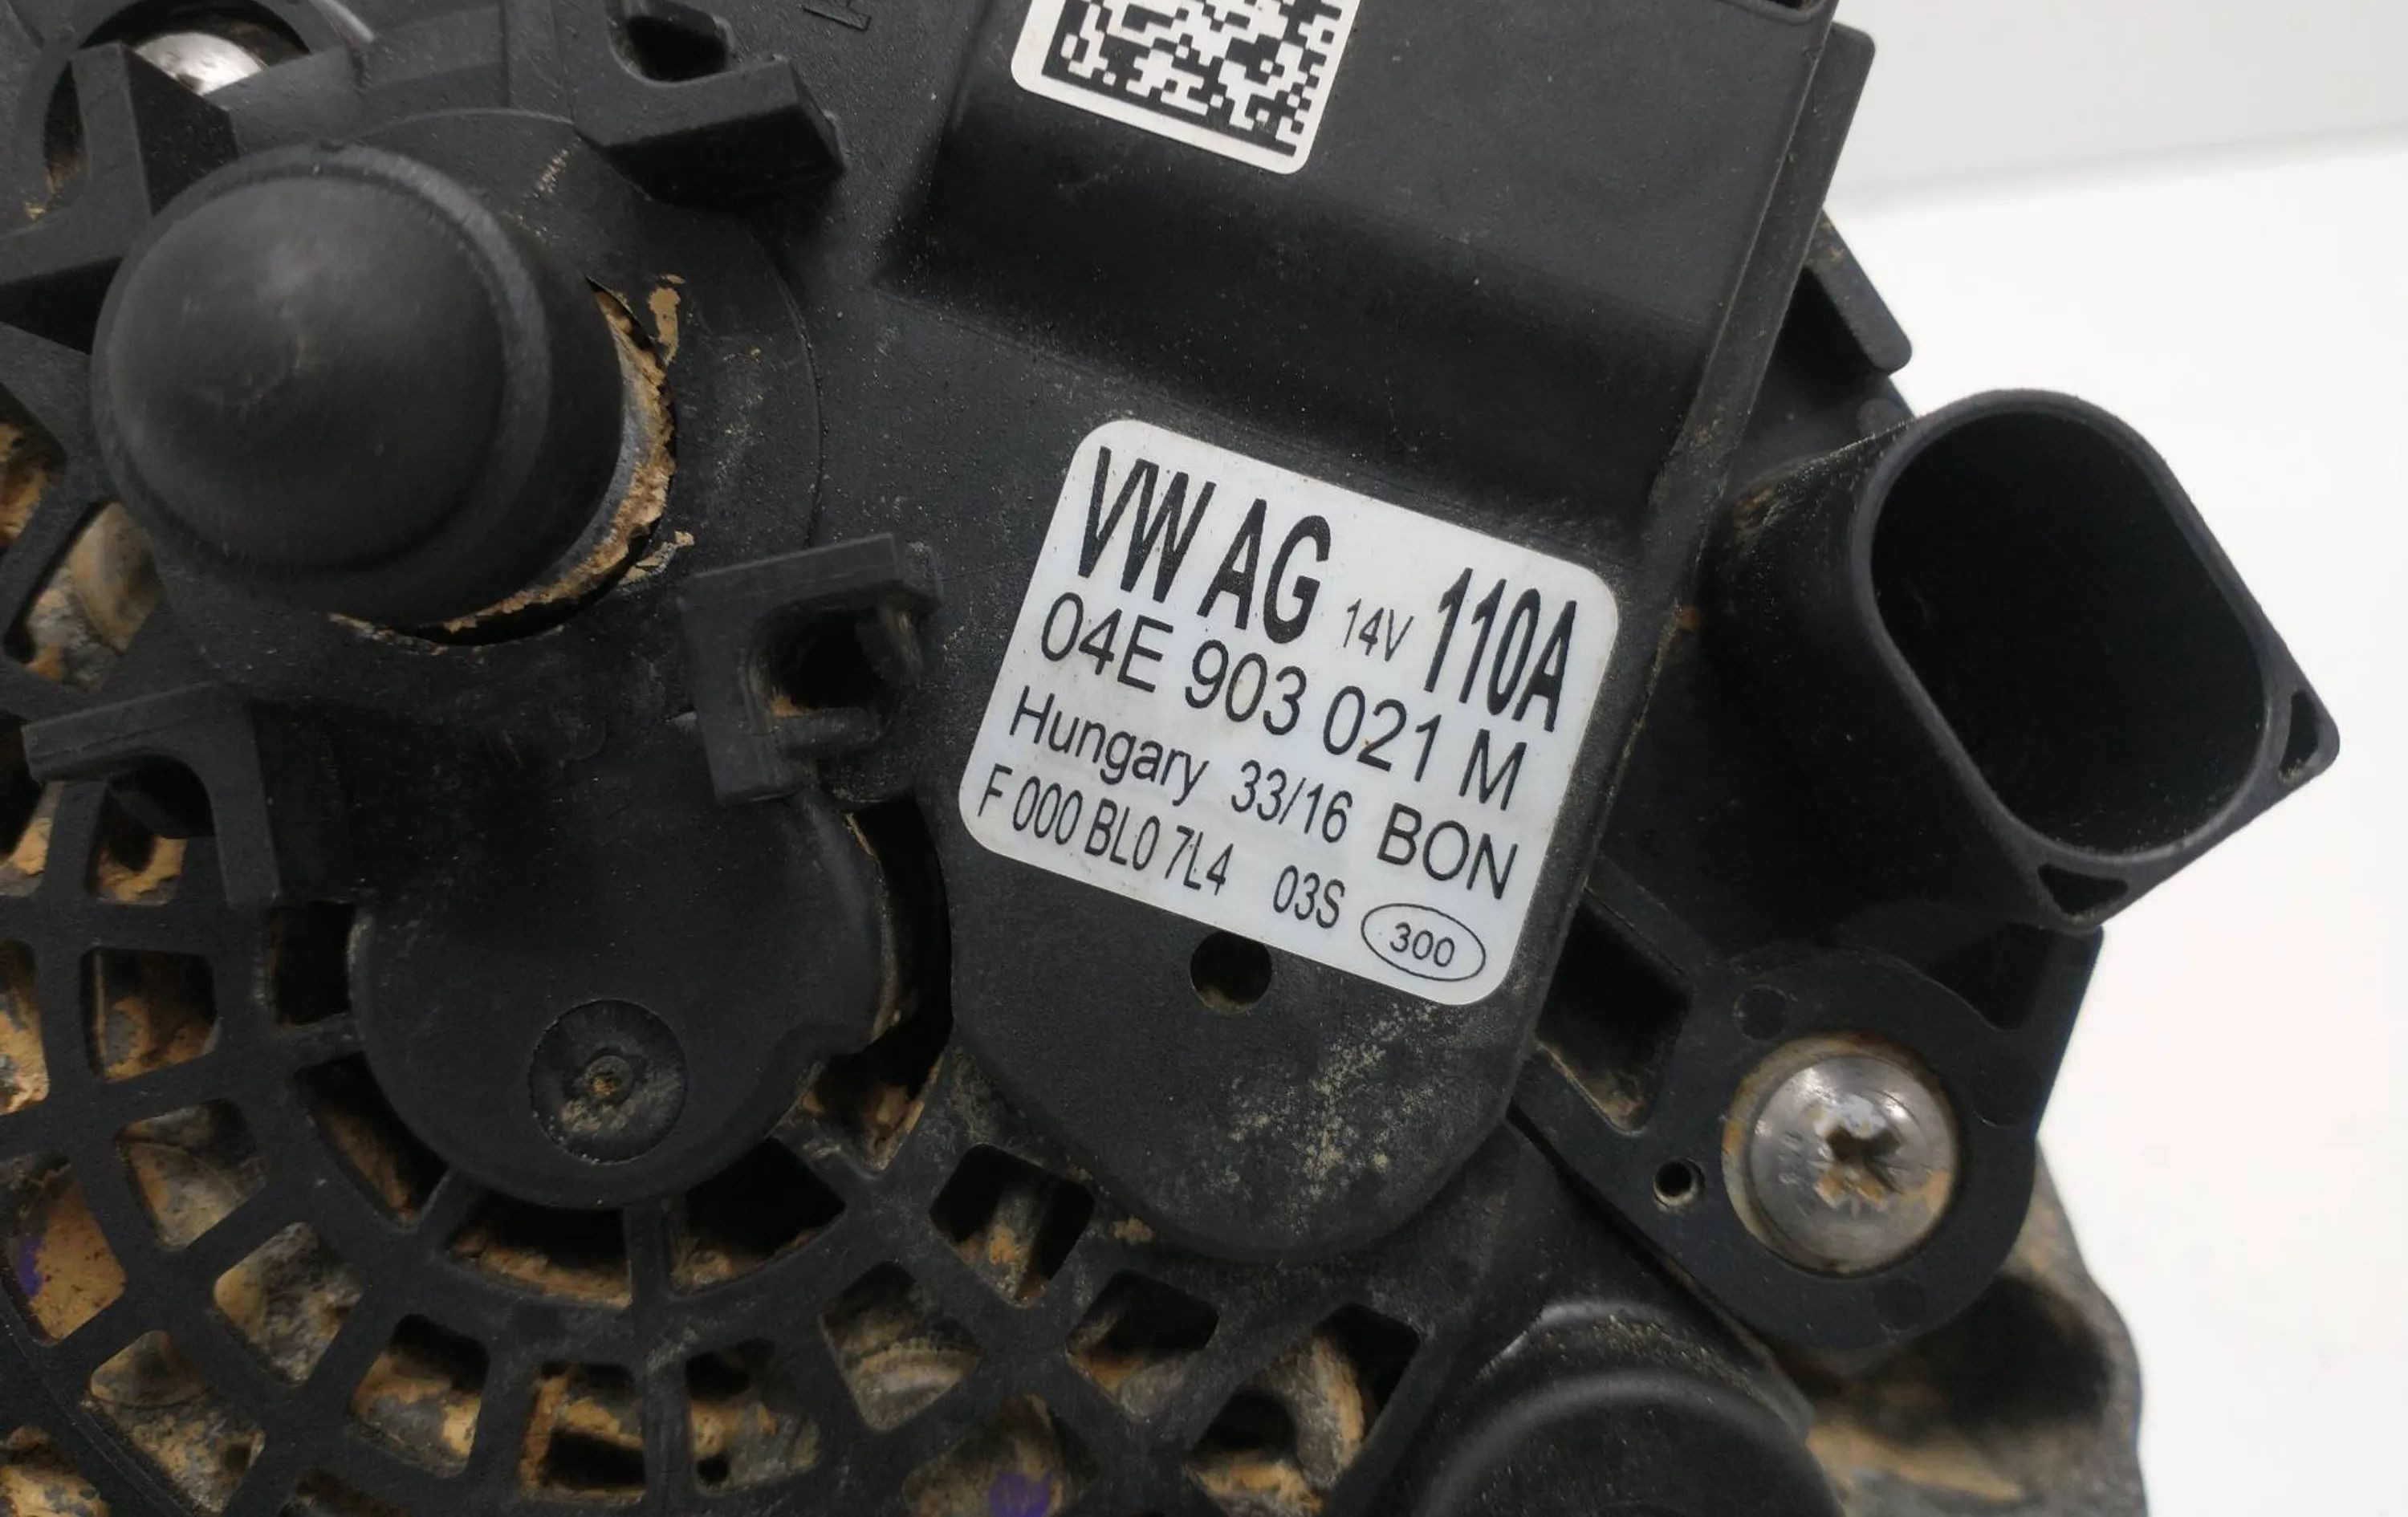 VW AG 14V 110A
04E 903 021 M
Hungary 33/16 BON
F 000 BL0 7L4 03S 300